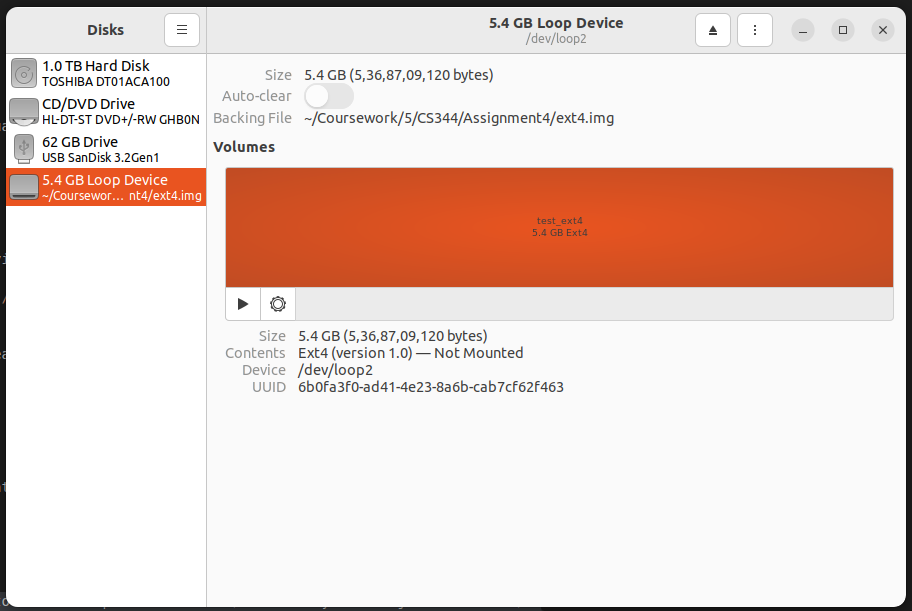 Disks
5.4 GB Loop Device
/dev/loop2
1.0 TB Hard Disk
TOSHIBA DT01ACA100
CD/DVD Drive
HL-DT-ST DVD+/-RW GHB0N
62 GB Drive
USB SanDisk 3.2Gen1
5.4 GB Loop Device
~/Coursewor… nt4/ext4.img
Size 5.4 GB (5,36,87,09,120 bytes)
Auto-clear
Backing File ~/Coursework/5/CS344/Assignment4/ext4.img
Volumes
test_ext4
5.4 GB Ext4
Size 5.4 GB (5,36,87,09,120 bytes)
Contents Ext4 (version 1.0) — Not Mounted
Device /dev/loop2
UUID 6b0fa3f0-ad41-4e23-8a6b-cab7cf62f463